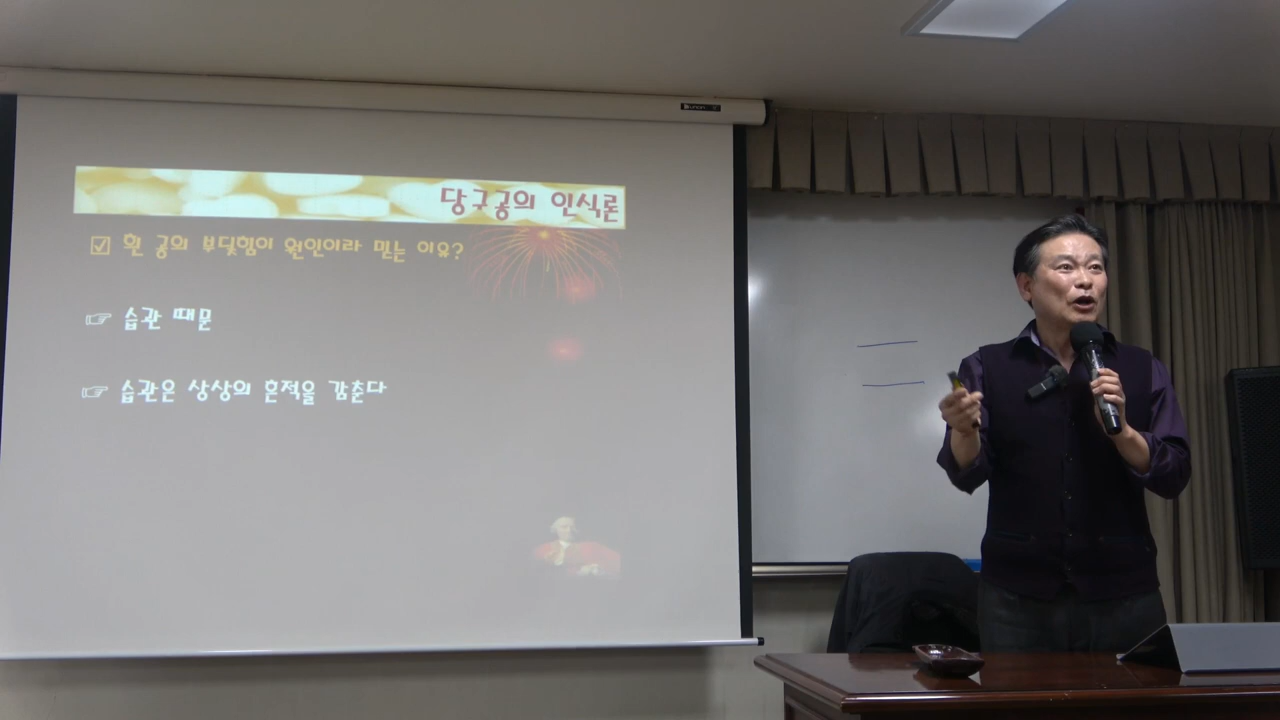 당구공의 인식론
☑ 흰 공의 부딪힘이 원인이라 믿는 이유?
☞ 습관 때문
☞ 습관은 상상의 흔적을 감춘다